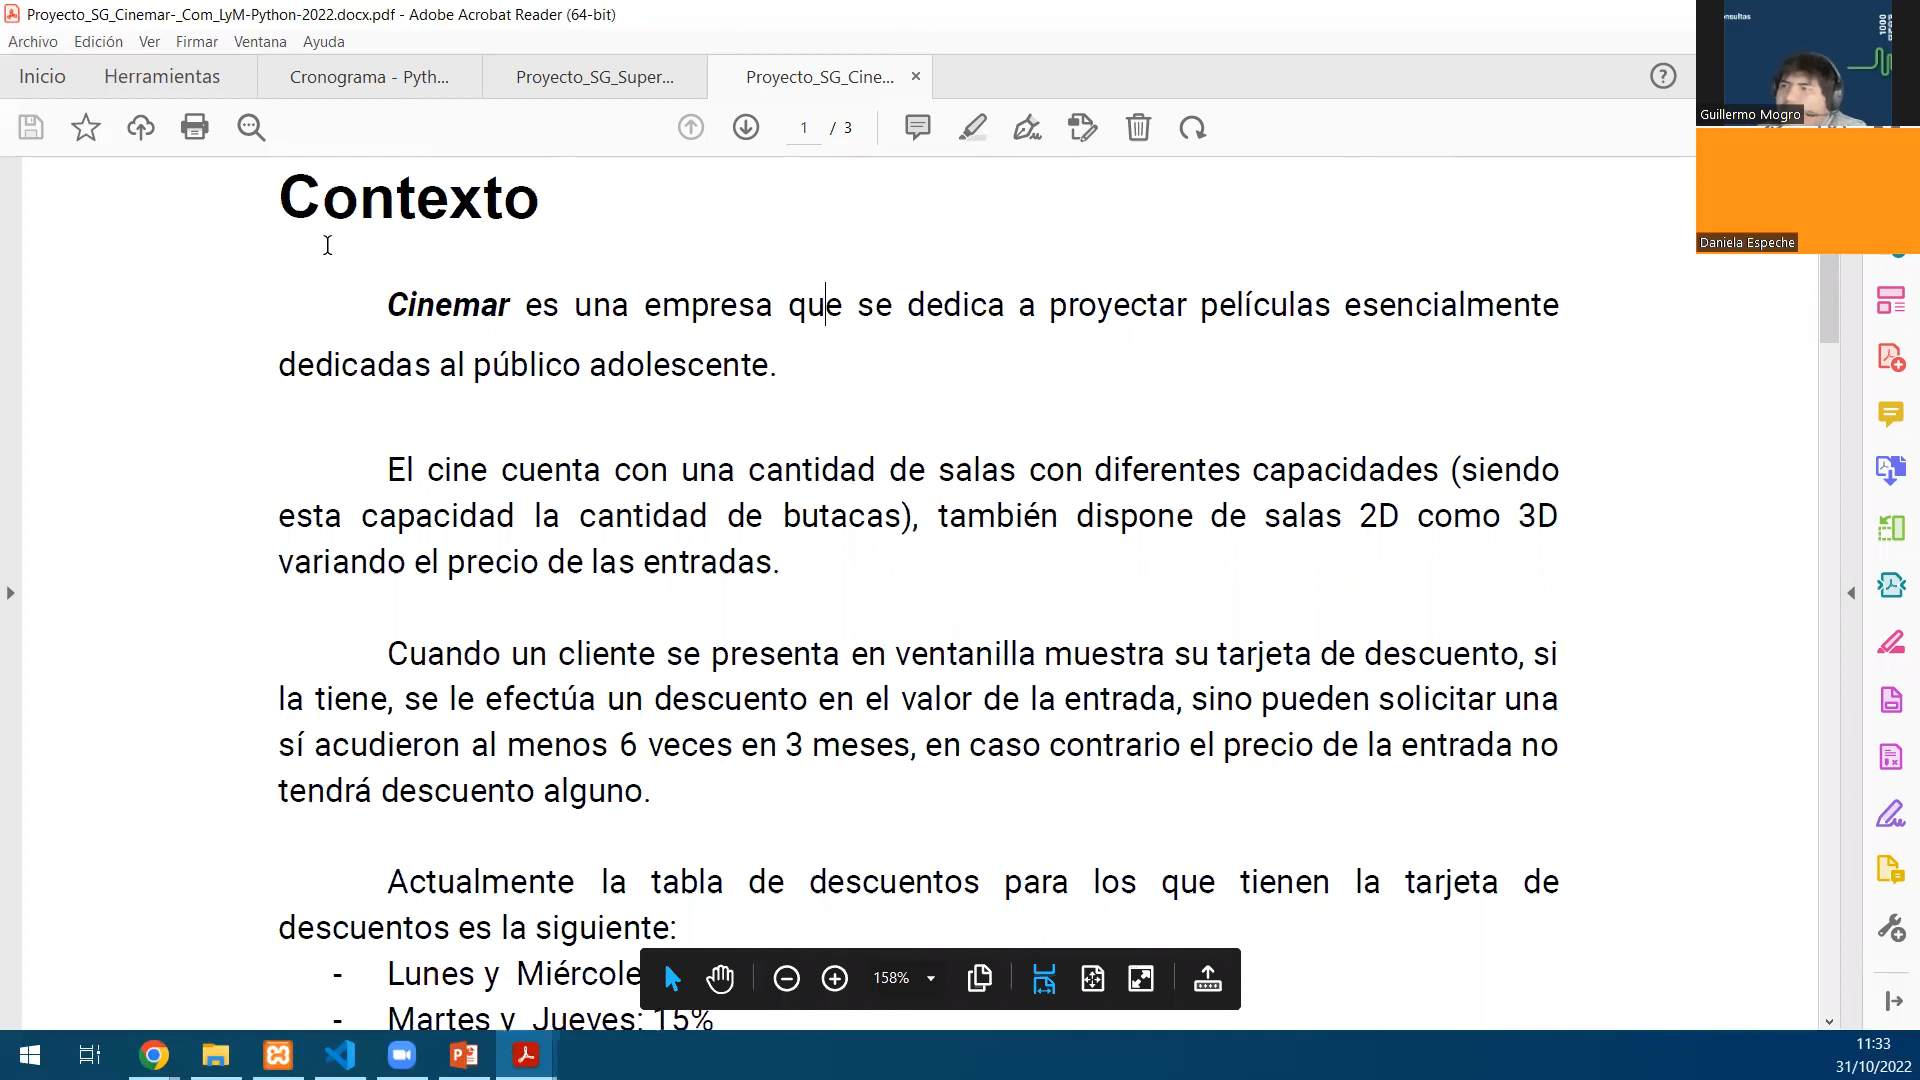 Proyecto_SG_Cinemar-_Com_LyM-Python-2022.docx.pdf - Adobe Acrobat Reader (64-bit)
Archivo Edición Ver Firmar Ventana Ayuda
Inicio Herramientas Cronograma - Pyth... Proyecto_SG_Super... Proyecto_SG_Cine...
1 / 3
Contexto
Cinemar es una empresa que se dedica a proyectar películas esencialmente
dedicadas al público adolescente.
El cine cuenta con una cantidad de salas con diferentes capacidades (siendo
esta capacidad la cantidad de butacas), también dispone de salas 2D como 3D
variando el precio de las entradas.
Cuando un cliente se presenta en ventanilla muestra su tarjeta de descuento, si
la tiene, se le efectúa un descuento en el valor de la entrada, sino pueden solicitar una
sí acudieron al menos 6 veces en 3 meses, en caso contrario el precio de la entrada no
tendrá descuento alguno.
Actualmente la tabla de descuentos para los que tienen la tarjeta de
descuentos es la siguiente:
- Lunes y Miércole
- Martes y Jueves: 15%
158%
nsultas
1000
Guillermo Mogro
Daniela Espeche
11:33
31/10/2022